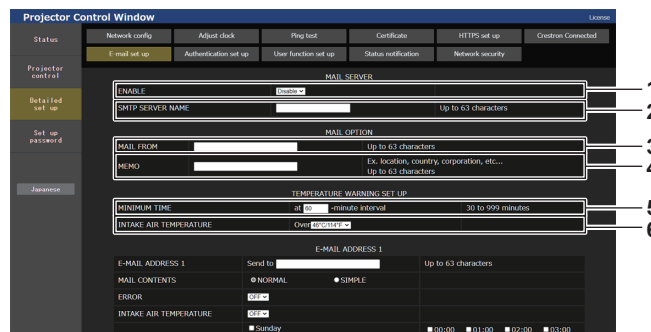 Projector Control Window
License
Status
Projector control
Detailed set up
Set up password
Japanese
Network config
Adjust clock
Ping test
Certificate
HTTPS set up
Crestron Connected
E-mail set up
Authentication set up
User function set up
Status notification
Network security
MAIL SERVER
ENABLE Disable 1
SMTP SERVER NAME Up to 63 characters 2
MAIL OPTION
MAIL FROM Up to 63 characters 3
MEMO Ex. location, country, corporation, etc... 4
Up to 63 characters
TEMPERATURE WARNING SET UP
MINIMUM TIME at 60 -minute interval 30 to 999 minutes 5
INTAKE AIR TEMPERATURE Over 46°C/114°F 6
E-MAIL ADDRESS 1
E-MAIL ADDRESS 1 Send to Up to 63 characters
MAIL CONTENTS NORMAL SIMPLE
ERROR OFF
INTAKE AIR TEMPERATURE OFF
Sunday 00:00 01:00 02:00 03:00